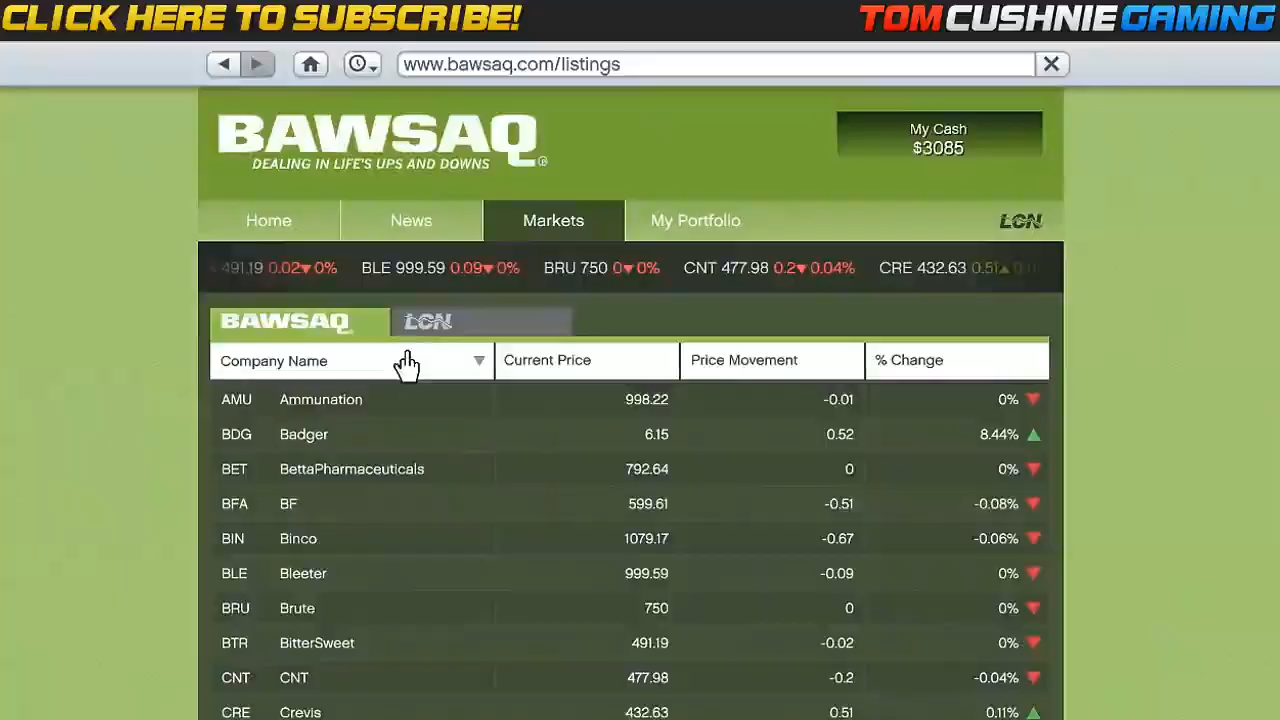 CLICK HERE TO SUBSCRIBE! TOMCUSHNIEGAMING
www.bawsaq.com/listings
BAWSAQ®
DEALING IN LIFE'S UPS AND DOWNS
My Cash
$3085
Home News Markets My Portfolio LCN
491.19 0.02▼0% BLE 999.59 0.09▼0% BRU 750 0▼0% CNT 477.98 0.2▼0.04% CRE 432.63 0.51▲
BAWSAQ LCN
Company Name ▼ Current Price Price Movement % Change
AMU Ammunation 998.22 -0.01 0% ▼
BDG Badger 6.15 0.52 8.44% ▲
BET BettaPharmaceuticals 792.64 0 0% ▼
BFA BF 599.61 -0.51 -0.08% ▼
BIN Binco 1079.17 -0.67 -0.06% ▼
BLE Bleeter 999.59 -0.09 0% ▼
BRU Brute 750 0 0% ▼
BTR BitterSweet 491.19 -0.02 0% ▼
CNT CNT 477.98 -0.2 -0.04% ▼
CRE Crevis 432.63 0.51 0.11% ▲